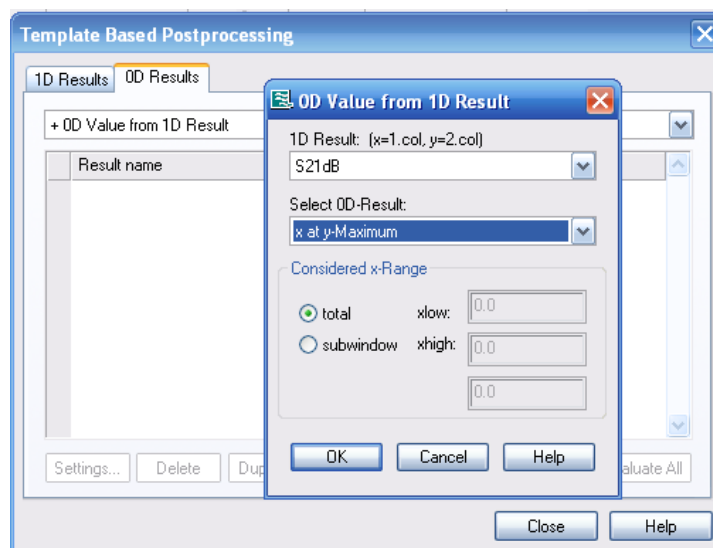 Template Based Postprocessing
1D Results
0D Results
+ 0D Value from 1D Result
Result name
0D Value from 1D Result
1D Result: (x=1.col, y=2.col)
S21dB
Select 0D-Result:
x at y-Maximum
Considered x-Range
total
xlow:
0.0
subwindow
xhigh:
0.0
0.0
OK
Cancel
Help
Settings...
Delete
Dup
aluate All
Close
Help